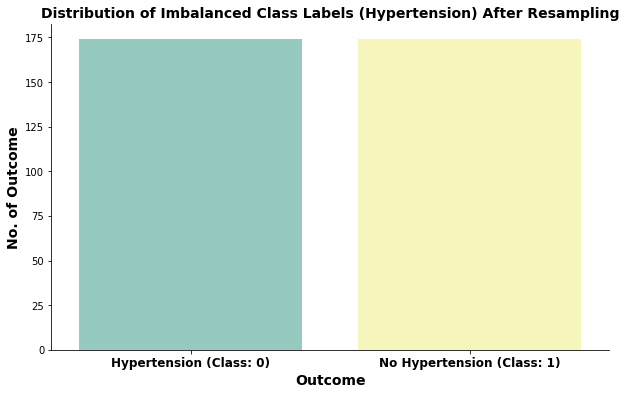 Distribution of Imbalanced Class Labels (Hypertension) After Resampling
No. of Outcome
175
150
125
100
75
50
25
0
Hypertension (Class: 0)
No Hypertension (Class: 1)
Outcome